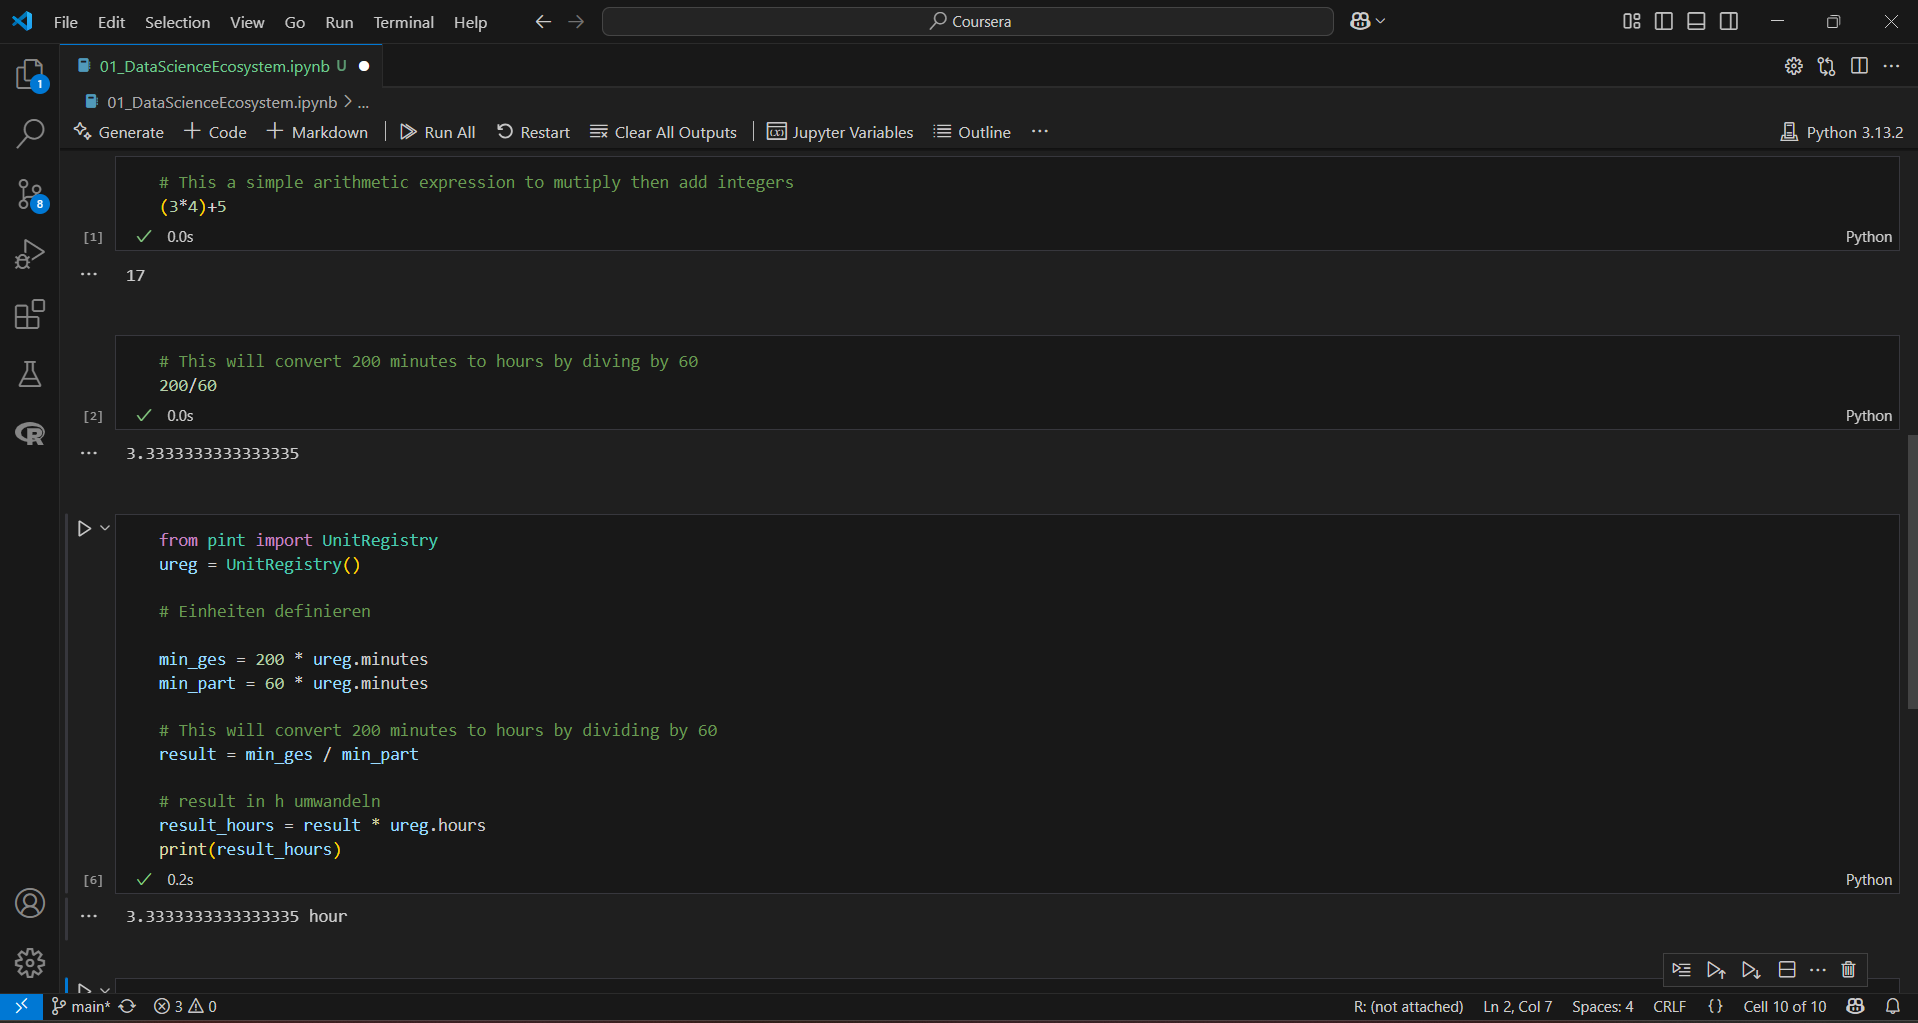 File Edit Selection View Go Run Terminal Help Coursera
01_DataScienceEcosystem.ipynb U
1
01_DataScienceEcosystem.ipynb > ...
Generate + Code + Markdown Run All Restart Clear All Outputs Jupyter Variables Outline ... Python 3.13.2
# This a simple arithmetic expression to mutiply then add integers
(3*4)+5
8
[1] 0.0s Python
17
# This will convert 200 minutes to hours by diving by 60
200/60
[2] 0.0s Python
3.3333333333333335
from pint import UnitRegistry
ureg = UnitRegistry()
# Einheiten definieren
min_ges = 200 * ureg.minutes
min_part = 60 * ureg.minutes
# This will convert 200 minutes to hours by dividing by 60
result = min_ges / min_part
# result in h umwandeln
result_hours = result * ureg.hours
print(result_hours)
[6] 0.2s Python
3.3333333333333335 hour
main* 3 0 R: (not attached) Ln 2, Col 7 Spaces: 4 CRLF {} Cell 10 of 10